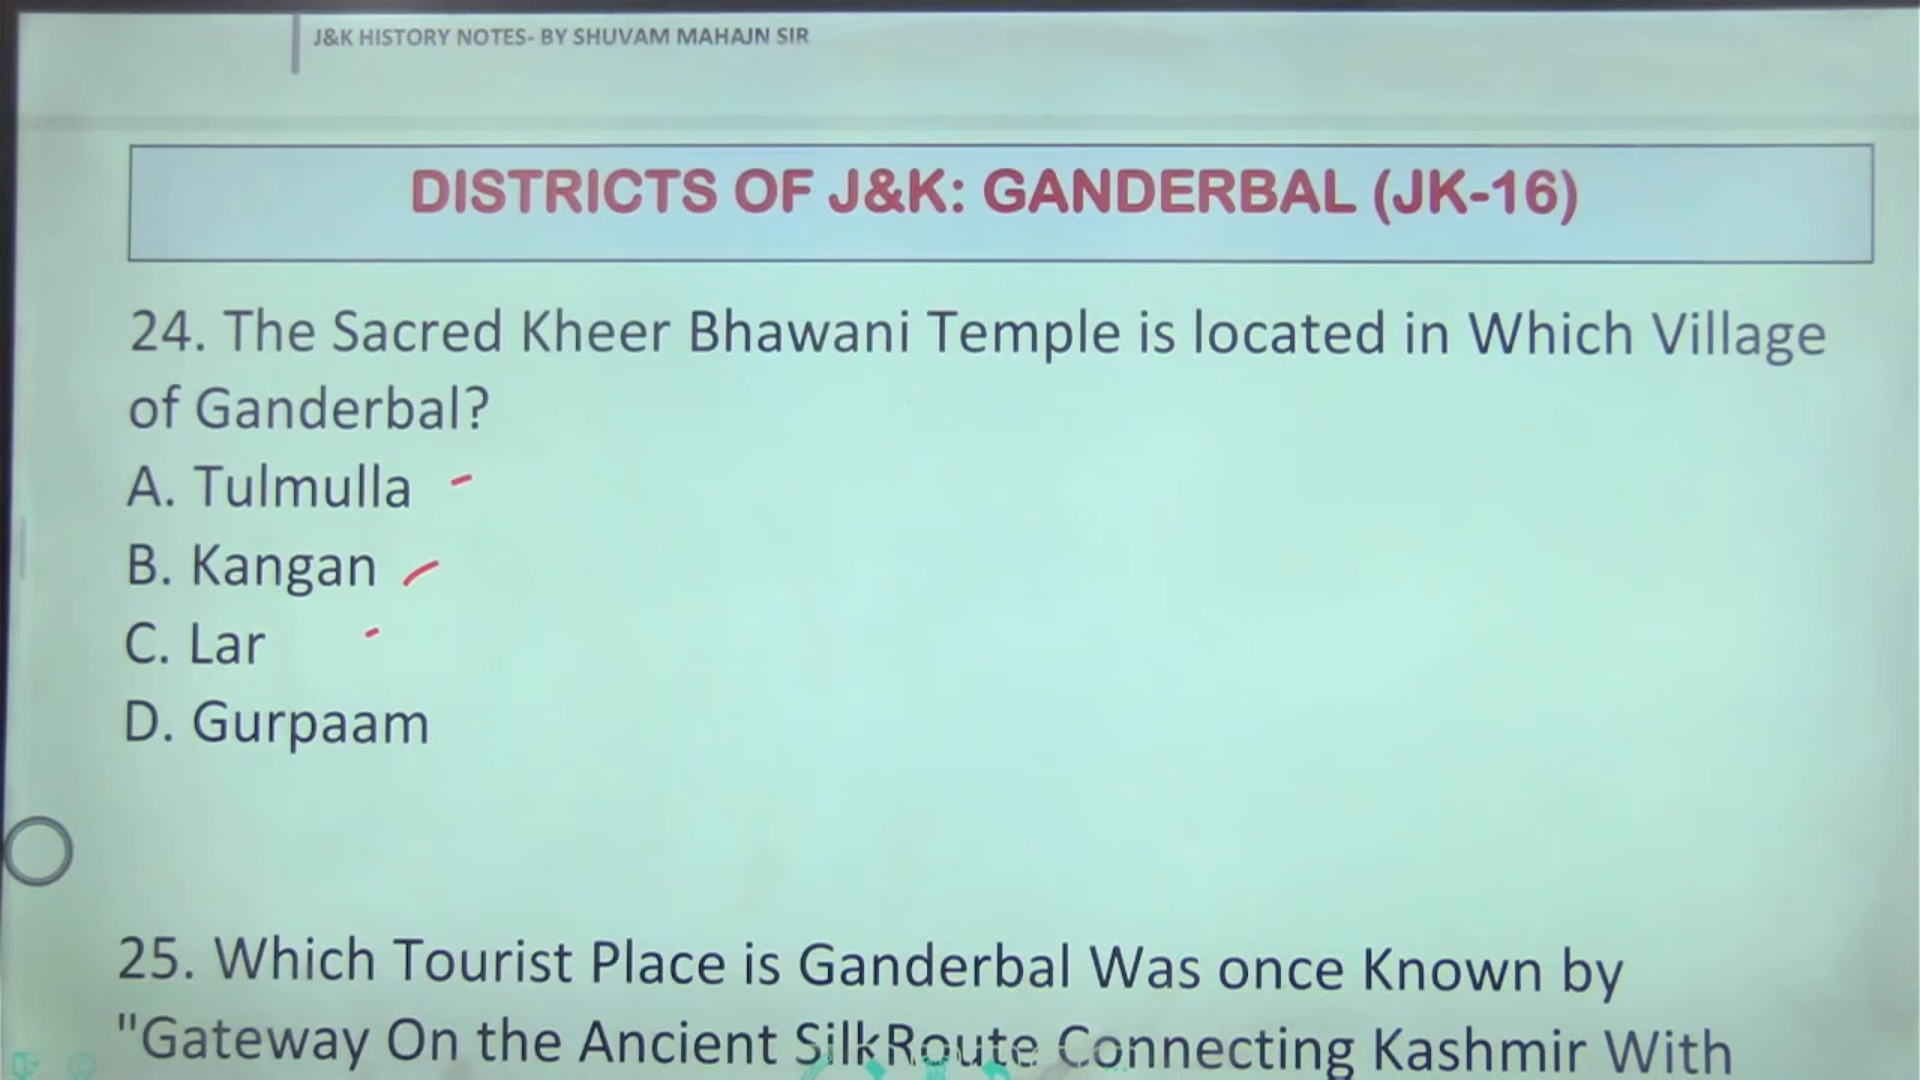 J&K HISTORY NOTES- BY SHUVAM MAHAJN SIR
DISTRICTS OF J&K: GANDERBAL (JK-16)
24. The Sacred Kheer Bhawani Temple is located in Which Village
of Ganderbal?
A. Tulmulla
B. Kangan
C. Lar
D. Gurpaam
25. Which Tourist Place is Ganderbal Was once Known by
"Gateway On the Ancient SilkRoute Connecting Kashmir With